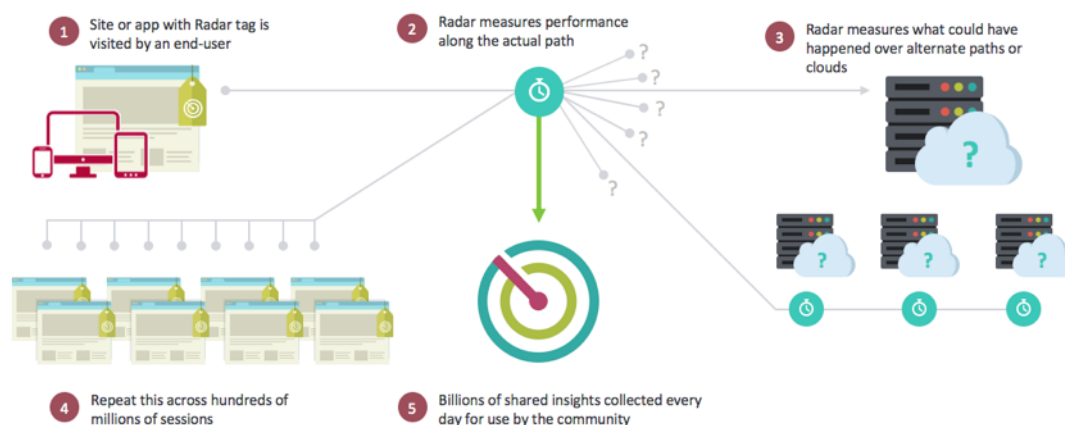 1
Site or app with Radar tag is
visited by an end-user
2
Radar measures performance
along the actual path
3
Radar measures what could have
happened over alternate paths or
clouds
?
?
?
?
?
?
?
?
?
4
Repeat this across hundreds of
millions of sessions
5
Billions of shared insights collected every
day for use by the community